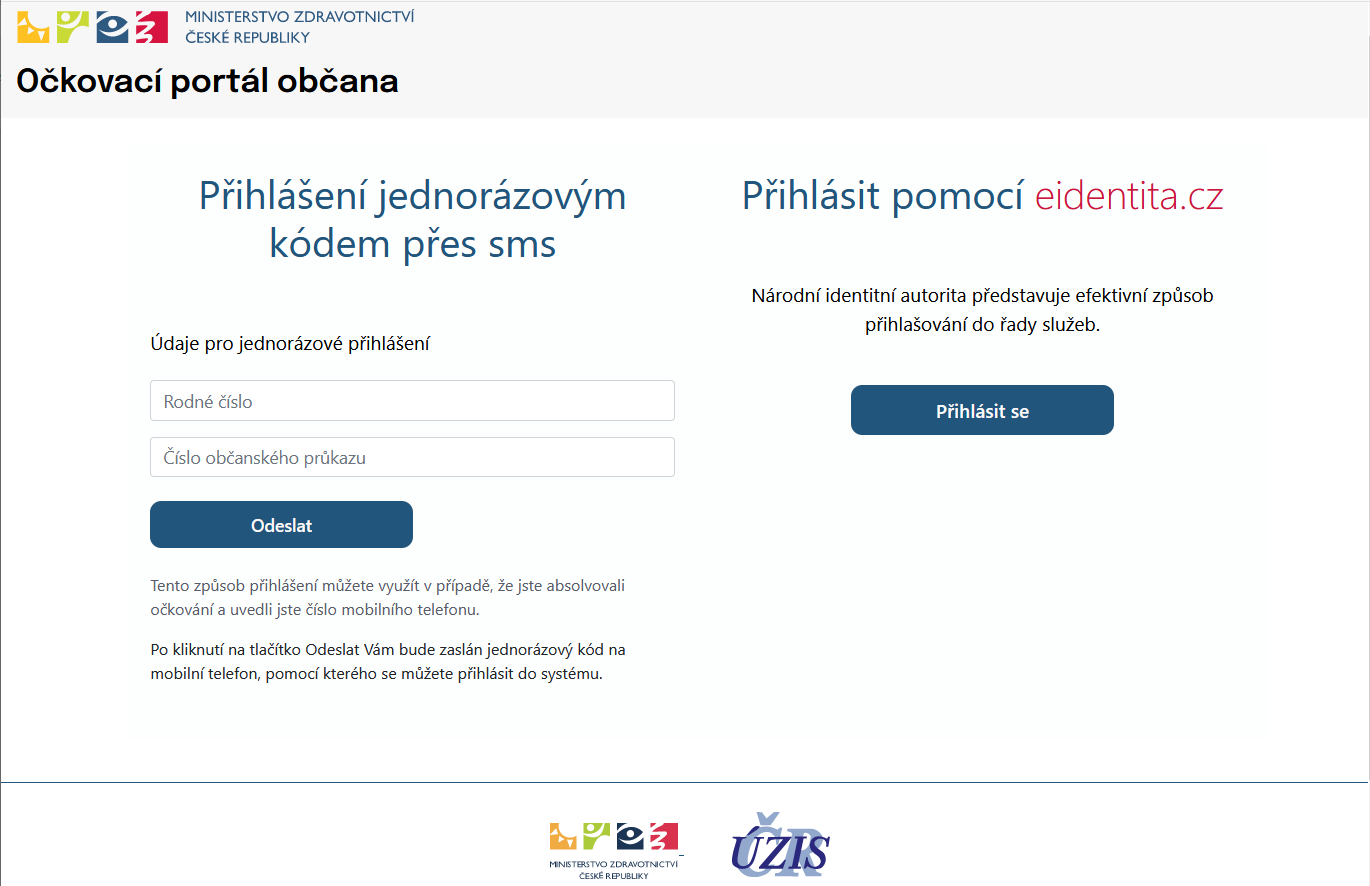 MINISTERSTVO ZDRAVOTNICTVÍ
ČESKÉ REPUBLIKY
Očkovací portál občana
Přihlášení jednorázovým
kódem přes sms
Údaje pro jednorázové přihlášení
Rodné číslo
Číslo občanského průkazu
Odeslat
Tento způsob přihlášení můžete využít v případě, že jste absolvovali
očkování a uvedli jste číslo mobilního telefonu.
Po kliknutí na tlačítko Odeslat Vám bude zaslán jednorázový kód na
mobilní telefon, pomocí kterého se můžete přihlásit do systému.
Přihlásit pomocí eidentita.cz
Národní identitní autorita představuje efektivní způsob
přihlašování do řady služeb.
Přihlásit se
MINISTERSTVO ZDRAVOTNICTVÍ
ČESKÉ REPUBLIKY
ÚZIS ČR